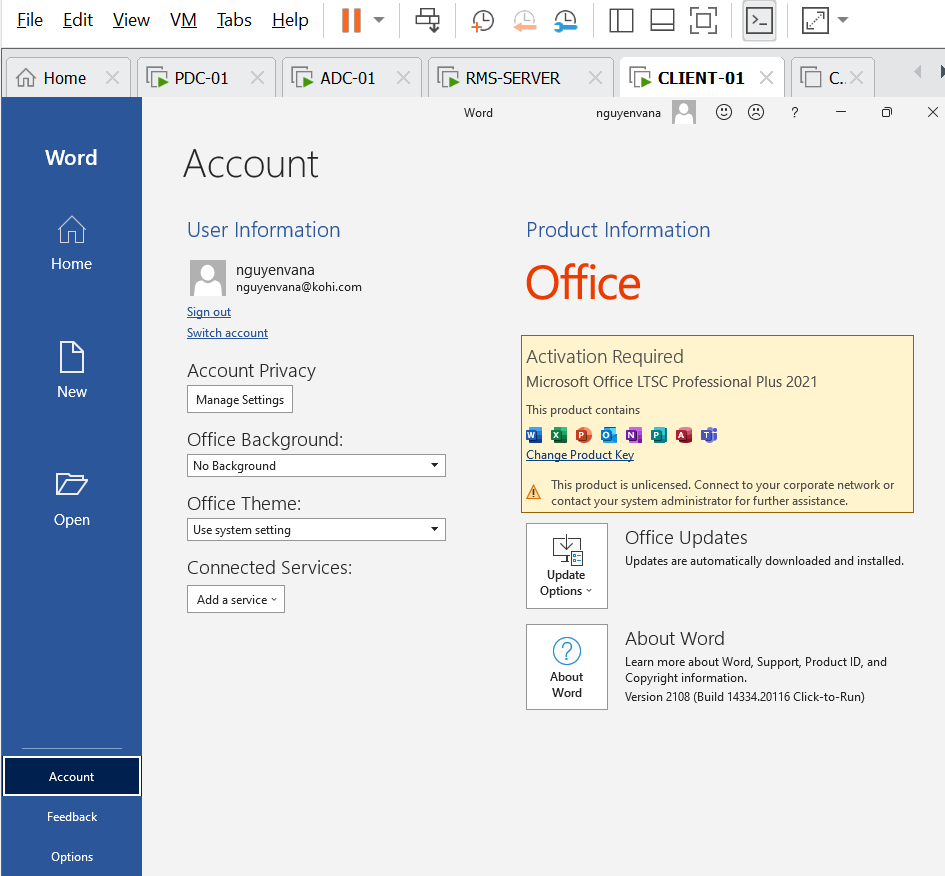 File Edit View VM Tabs Help
Home PDC-01 ADC-01 RMS-SERVER CLIENT-01 C..
Word nguyenvana ?
Word
Home
New
Open
Account
Feedback
Options
Account
User Information
nguyenvana
nguyenvana@kohi.com
Sign out
Switch account
Account Privacy
Manage Settings
Office Background:
No Background
Office Theme:
Use system setting
Connected Services:
Add a service
Product Information
Office
Activation Required
Microsoft Office LTSC Professional Plus 2021
This product contains
Change Product Key
This product is unlicensed. Connect to your corporate network or
contact your system administrator for further assistance.
Update
Options
Office Updates
Updates are automatically downloaded and installed.
About
Word
About Word
Learn more about Word, Support, Product ID, and
Copyright information.
Version 2108 (Build 14334.20116 Click-to-Run)